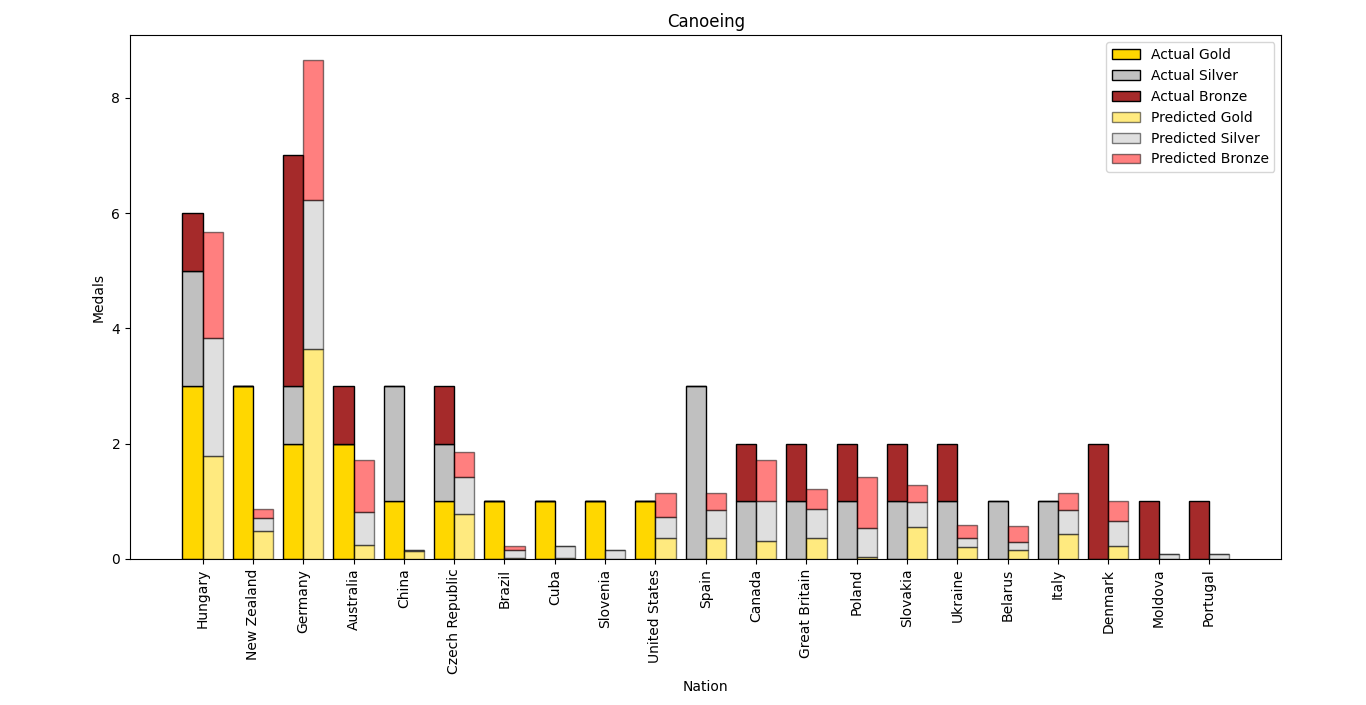 Canoeing
Actual Gold
Actual Silver
Actual Bronze
Predicted Gold
Predicted Silver
Predicted Bronze
Medals
8
6
4
2
0
Hungary
New Zealand
Germany
Australia
China
Czech Republic
Brazil
Cuba
Slovenia
United States
Spain
Canada
Great Britain
Poland
Slovakia
Ukraine
Belarus
Italy
Denmark
Moldova
Portugal
Nation